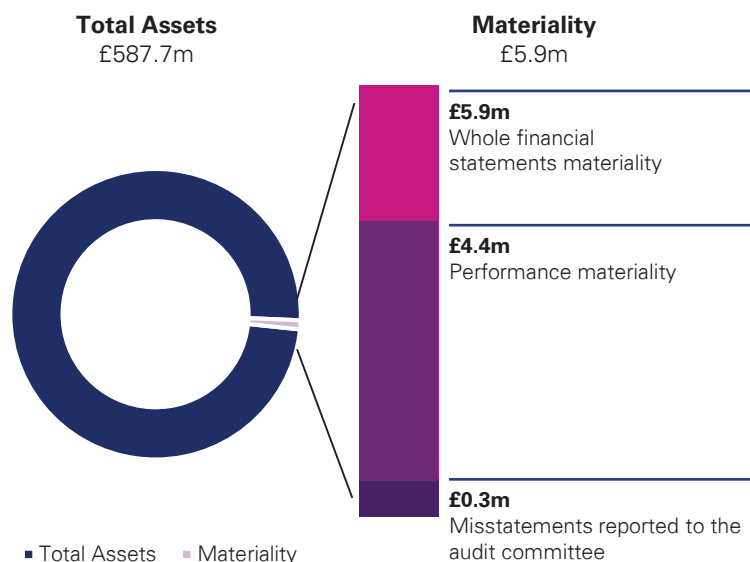 Total Assets
£587.7m
Materiality
£5.9m
£5.9m
Whole financial
statements materiality
£4.4m
Performance materiality
£0.3m
Misstatements reported to the
audit committee
Total Assets
Materiality